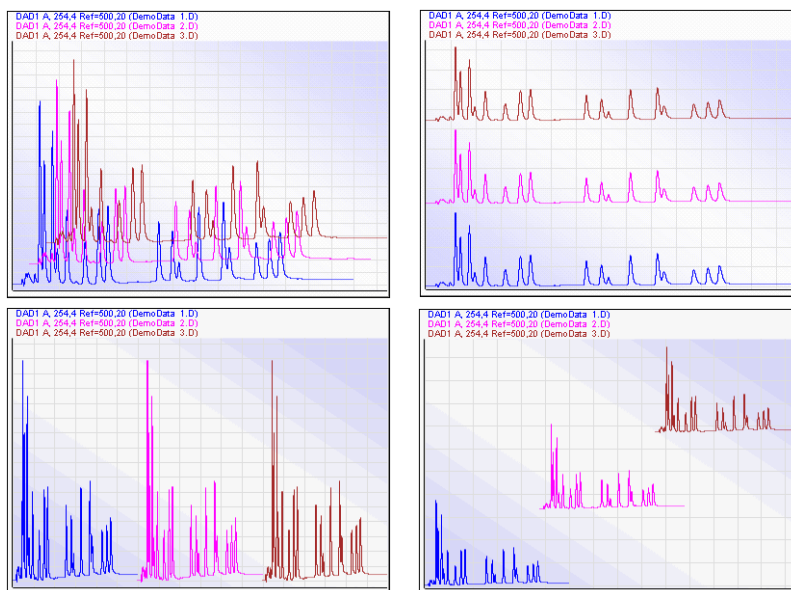 DAD1 A, 254,4 Ref=500,20 (DemoData 1.D)
DAD1 A, 254,4 Ref=500,20 (DemoData 2.D)
DAD1 A, 254,4 Ref=500,20 (DemoData 3.D)
DAD1 A, 254,4 Ref=500,20 (DemoData 1.D)
DAD1 A, 254,4 Ref=500,20 (DemoData 2.D)
DAD1 A, 254,4 Ref=500,20 (DemoData 3.D)
DAD1 A, 254,4 Ref=500,20 (DemoData 1.D)
DAD1 A, 254,4 Ref=500,20 (DemoData 2.D)
DAD1 A, 254,4 Ref=500,20 (DemoData 3.D)
DAD1 A, 254,4 Ref=500,20 (DemoData 1.D)
DAD1 A, 254,4 Ref=500,20 (DemoData 2.D)
DAD1 A, 254,4 Ref=500,20 (DemoData 3.D)